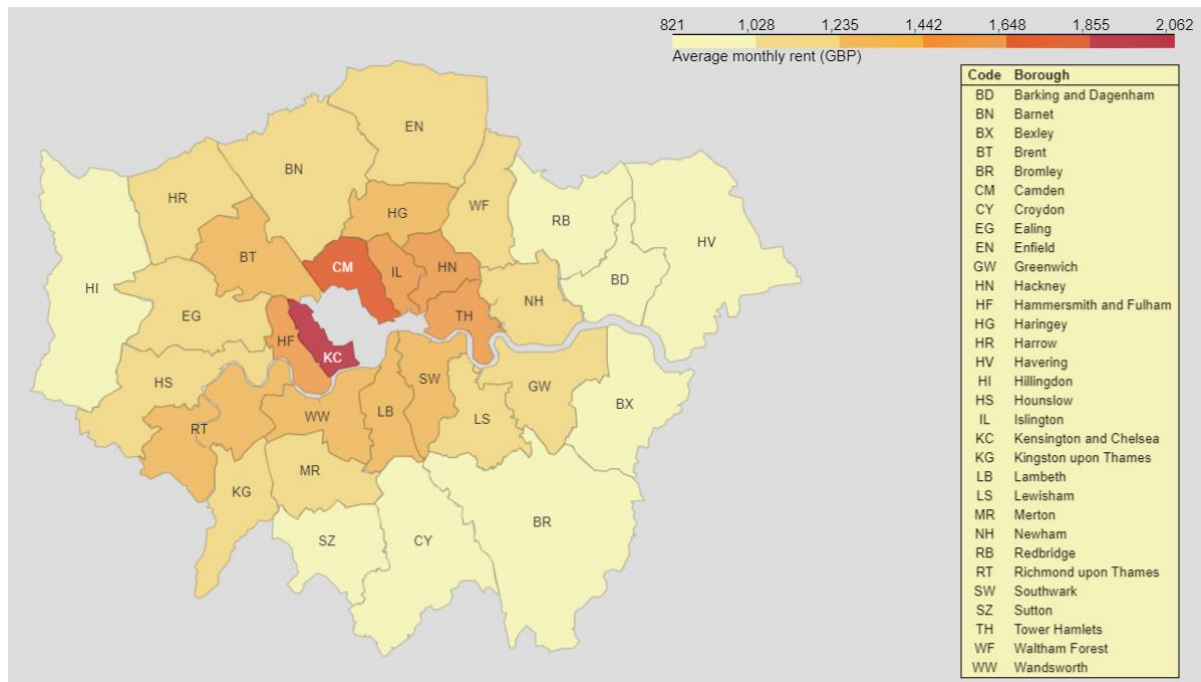 821 1,028 1,235 1,442 1,648 1,855 2,062
Average monthly rent (GBP)
Code Borough
BD Barking and Dagenham
BN Barnet
BX Bexley
BT Brent
BR Bromley
CM Camden
CY Croydon
EG Ealing
EN Enfield
GW Greenwich
HN Hackney
HF Hammersmith and Fulham
HG Haringey
HR Harrow
HV Havering
HI Hillingdon
HS Hounslow
IL Islington
KC Kensington and Chelsea
KG Kingston upon Thames
LB Lambeth
LS Lewisham
MR Merton
NH Newham
RB Redbridge
RT Richmond upon Thames
SW Southwark
SZ Sutton
TH Tower Hamlets
WF Waltham Forest
WW Wandsworth
EN
BN
HR
WF
HG
RB
HV
BT
CM
IL
HN
BD
HI
NH
EG
TH
HF
KC
HS
SW
GW
BX
RT
WW
LB
LS
MR
KG
BR
SZ
CY